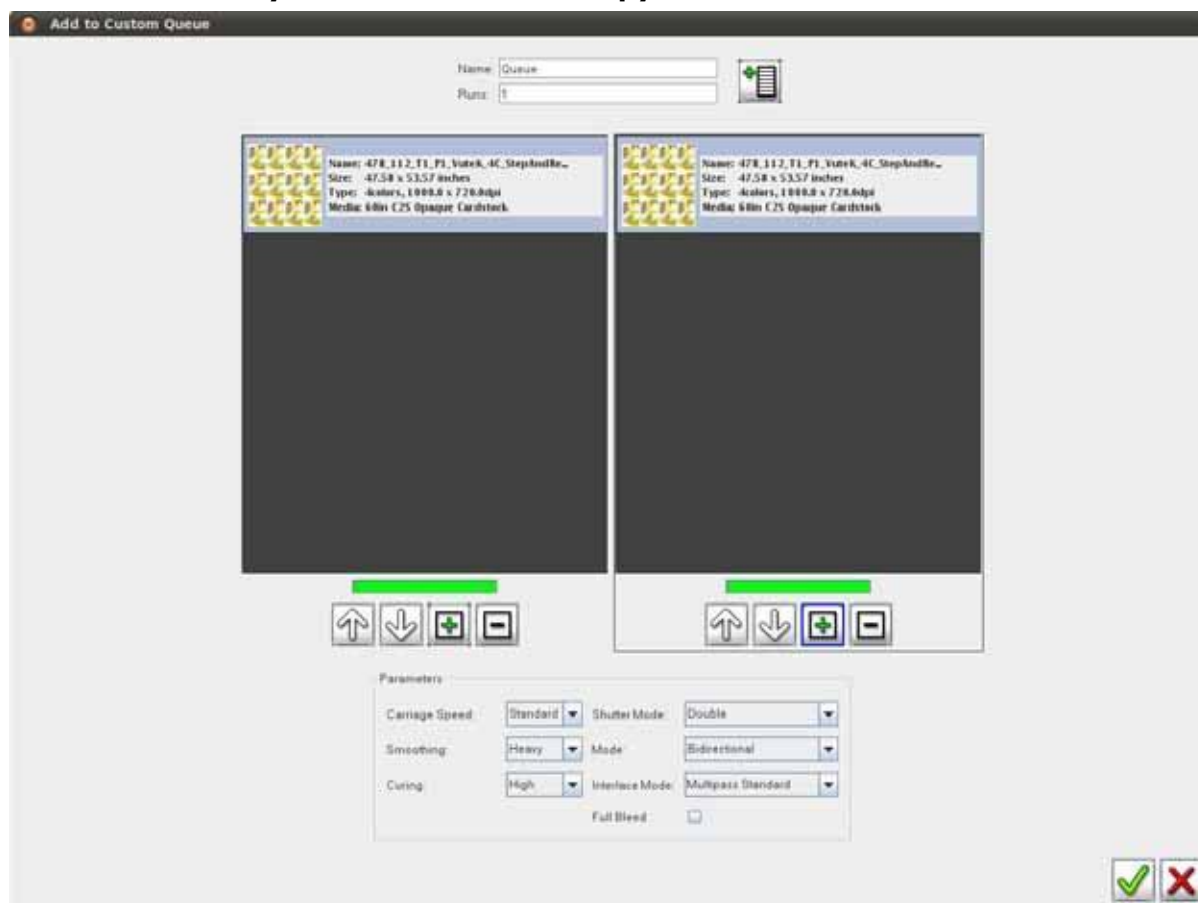 Add to Custom Queue
Name: Queue
Runs: 1
Name: 478_112_T1_P1_Vutek_4C_StepAndRe...
Size: 47.58 x 53.57 inches
Type: 4colors, 1000.0 x 720.0dpi
Media: 60in C2S Opaque Cardstock
Name: 478_112_T1_P1_Vutek_4C_StepAndRe...
Size: 47.58 x 53.57 inches
Type: 4colors, 1000.0 x 720.0dpi
Media: 60in C2S Opaque Cardstock
Parameters
Carriage Speed: Standard Shutter Mode: Double
Smoothing: Heavy Mode: Bidirectional
Curing: High Interface Mode: Multipass Standard
Full Bleed